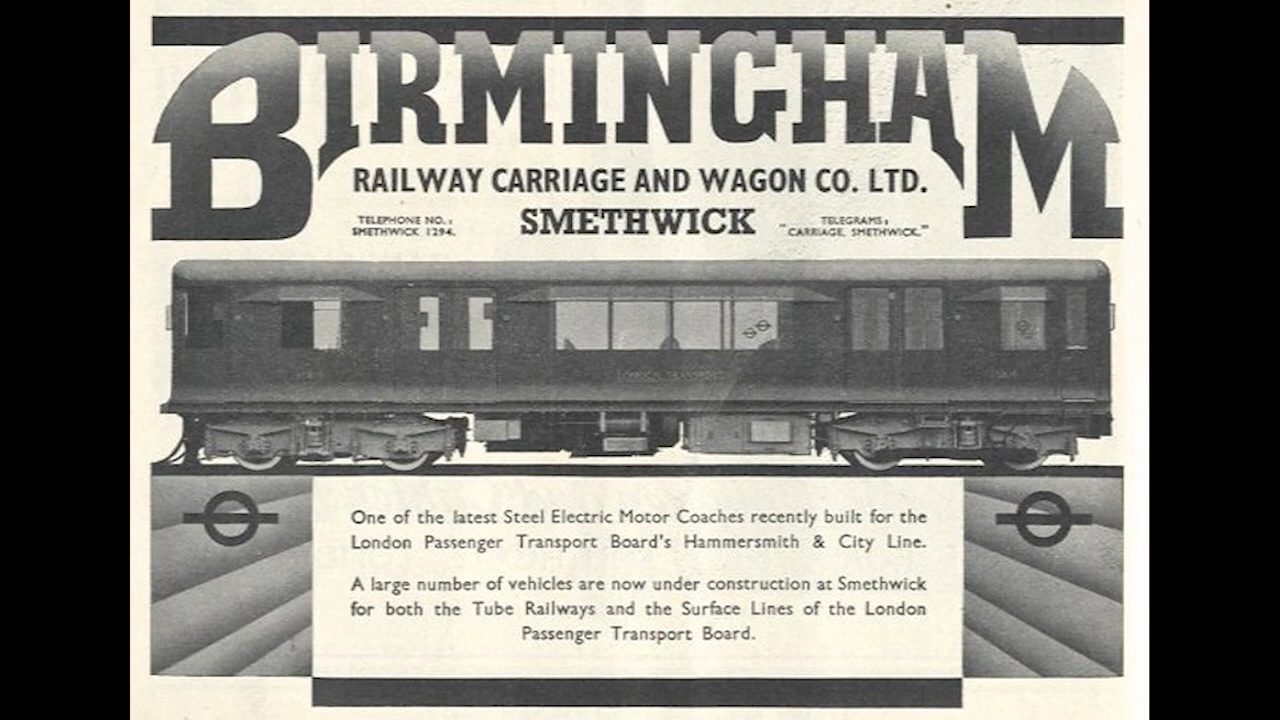 BIRMINGHAM
RAILWAY CARRIAGE AND WAGON CO. LTD.
TELEPHONE NO.:
SMETHWICK 1294.
SMETHWICK
TELEGRAMS:
"CARRIAGE, SMETHWICK."
LONDON TRANSPORT
One of the latest Steel Electric Motor Coaches recently built for the
London Passenger Transport Board's Hammersmith & City Line.
A large number of vehicles are now under construction at Smethwick
for both the Tube Railways and the Surface Lines of the London
Passenger Transport Board.